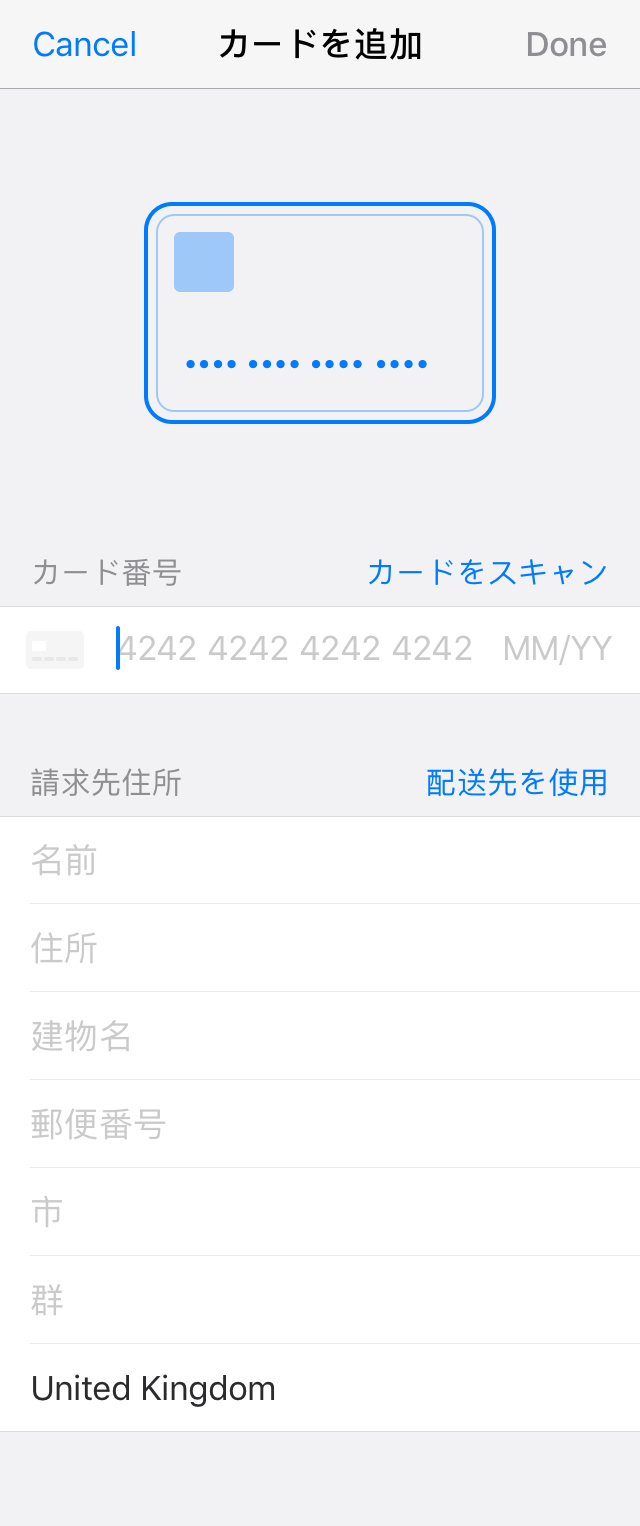 Cancel カードを追加 Done
カード番号 カードをスキャン
4242 4242 4242 4242 MM/YY
請求先住所 配送先を使用
名前
住所
建物名
郵便番号
市
群
United Kingdom